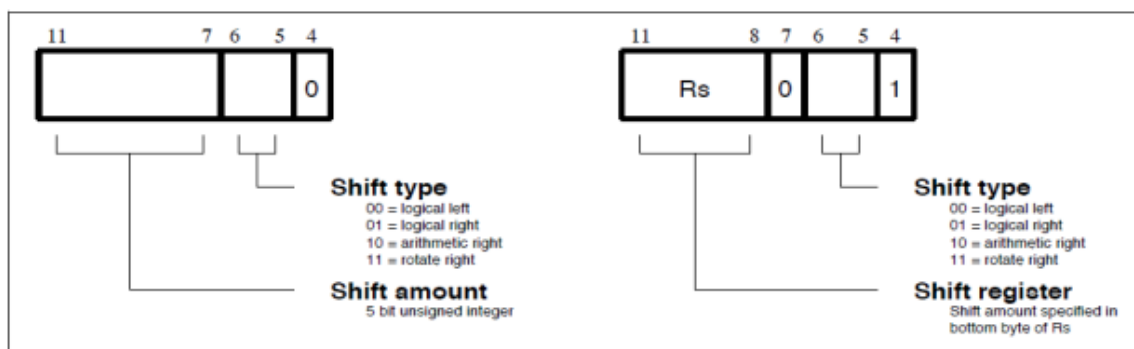 11 7 6 5 4
0
Shift type
00 = logical left
01 = logical right
10 = arithmetic right
11 = rotate right
Shift amount
5 bit unsigned integer
11 8 7 6 5 4
Rs 0 1
Shift type
00 = logical left
01 = logical right
10 = arithmetic right
11 = rotate right
Shift register
Shift amount specified in
bottom byte of Rs